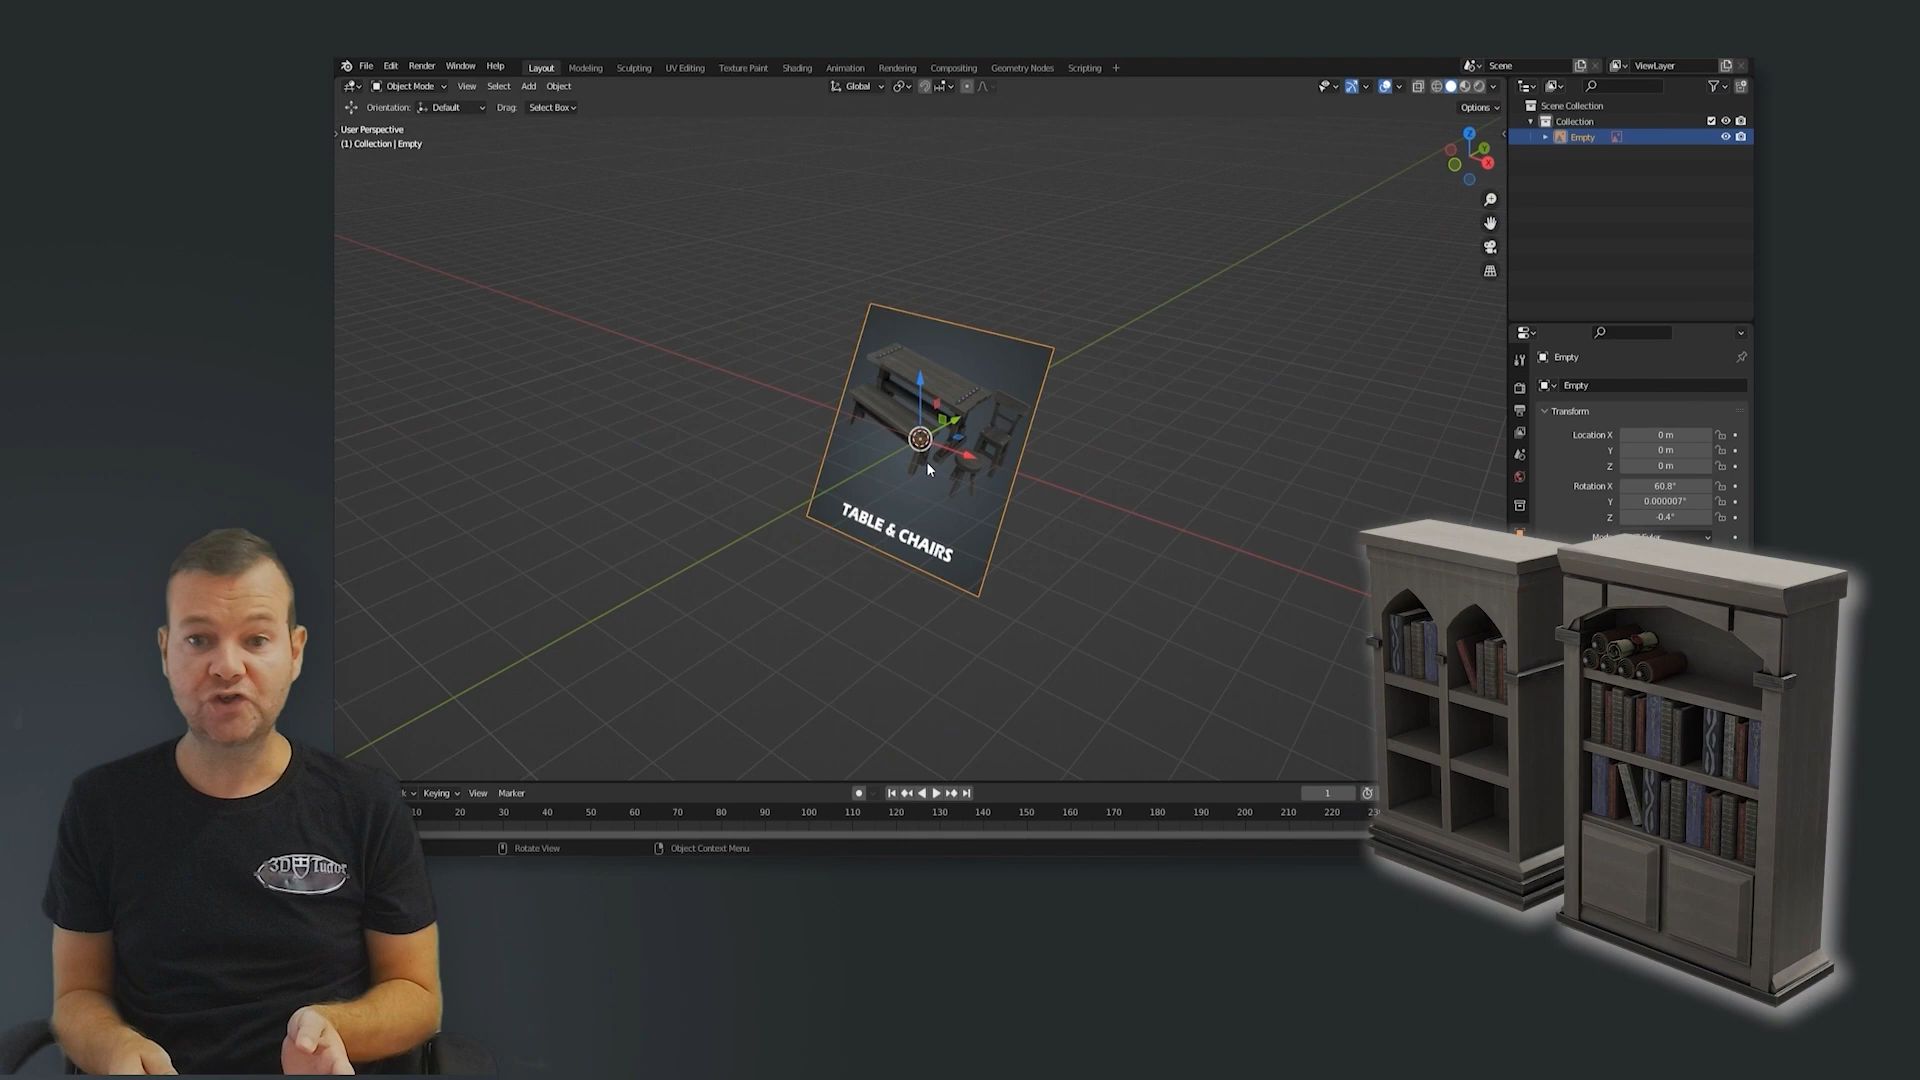 File Edit Render Window Help Layout Modeling Sculpting UV Editing Texture Paint Shading Animation Rendering Compositing Geometry Nodes Scripting + Scene ViewLayer
Object Mode View Select Add Object Global
Orientation: Default Drag: Select Box Options
User Perspective
(1) Collection | Empty
Scene Collection
Collection
Empty
Z
Y
X
TABLE & CHAIRS
Empty
Empty
Transform
Location X 0 m
Y 0 m
Z 0 m
Rotation X 60.8°
Y 0.000007°
Z -0.4°
Keying View Marker 1
10 20 30 40 50 60 70 80 90 100 110 120 130 140 150 160 170 180 190 200 210 220
Rotate View Object Context Menu
3D Tudor